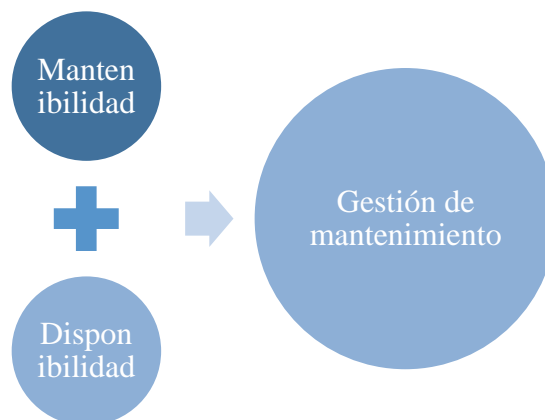 Manten
ibilidad
Dispon
ibilidad
Gestión de
mantenimiento